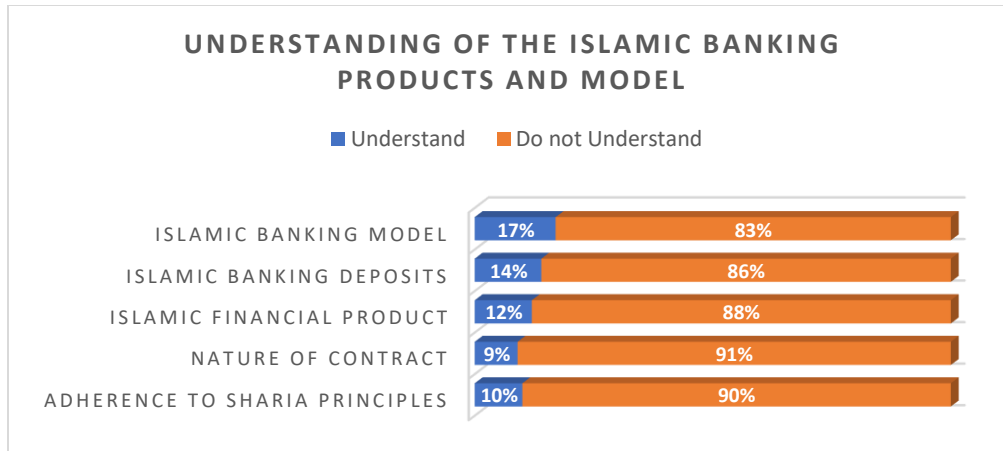 UNDERSTANDING OF THE ISLAMIC BANKING
PRODUCTS AND MODEL
Understand Do not Understand
ISLAMIC BANKING MODEL 17% 83%
ISLAMIC BANKING DEPOSITS 14% 86%
ISLAMIC FINANCIAL PRODUCT 12% 88%
NATURE OF CONTRACT 9% 91%
ADHERENCE TO SHARIA PRINCIPLES 10% 90%